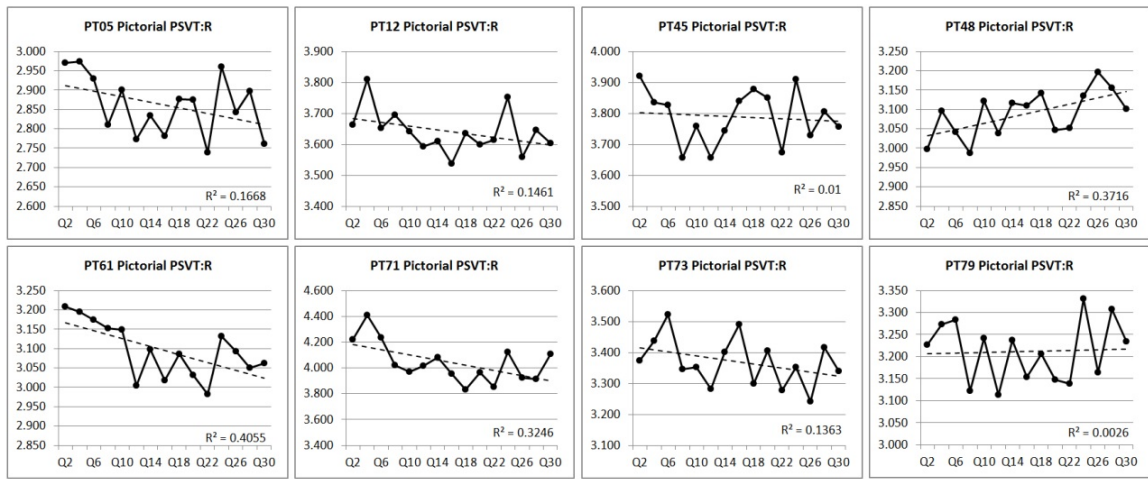 PT05 Pictorial PSVT:R
3.000
2.950
2.900
2.850
2.800
2.750
2.700
2.650
2.600
R² = 0.1668
Q2 Q6 Q10 Q14 Q18 Q22 Q26 Q30
PT12 Pictorial PSVT:R
3.900
3.800
3.700
3.600
3.500
3.400
R² = 0.1461
Q2 Q6 Q10 Q14 Q18 Q22 Q26 Q30
PT45 Pictorial PSVT:R
4.000
3.900
3.800
3.700
3.600
3.500
R² = 0.01
Q2 Q6 Q10 Q14 Q18 Q22 Q26 Q30
PT48 Pictorial PSVT:R
3.250
3.200
3.150
3.100
3.050
3.000
2.950
2.900
2.850
R² = 0.3716
Q2 Q6 Q10 Q14 Q18 Q22 Q26 Q30
PT61 Pictorial PSVT:R
3.250
3.200
3.150
3.100
3.050
3.000
2.950
2.900
2.850
R² = 0.4055
Q2 Q6 Q10 Q14 Q18 Q22 Q26 Q30
PT71 Pictorial PSVT:R
4.600
4.400
4.200
4.000
3.800
3.600
3.400
R² = 0.3246
Q2 Q6 Q10 Q14 Q18 Q22 Q26 Q30
PT73 Pictorial PSVT:R
3.600
3.500
3.400
3.300
3.200
3.100
R² = 0.1363
Q2 Q6 Q10 Q14 Q18 Q22 Q26 Q30
PT79 Pictorial PSVT:R
3.350
3.300
3.250
3.200
3.150
3.100
3.050
3.000
R² = 0.0026
Q2 Q6 Q10 Q14 Q18 Q22 Q26 Q30